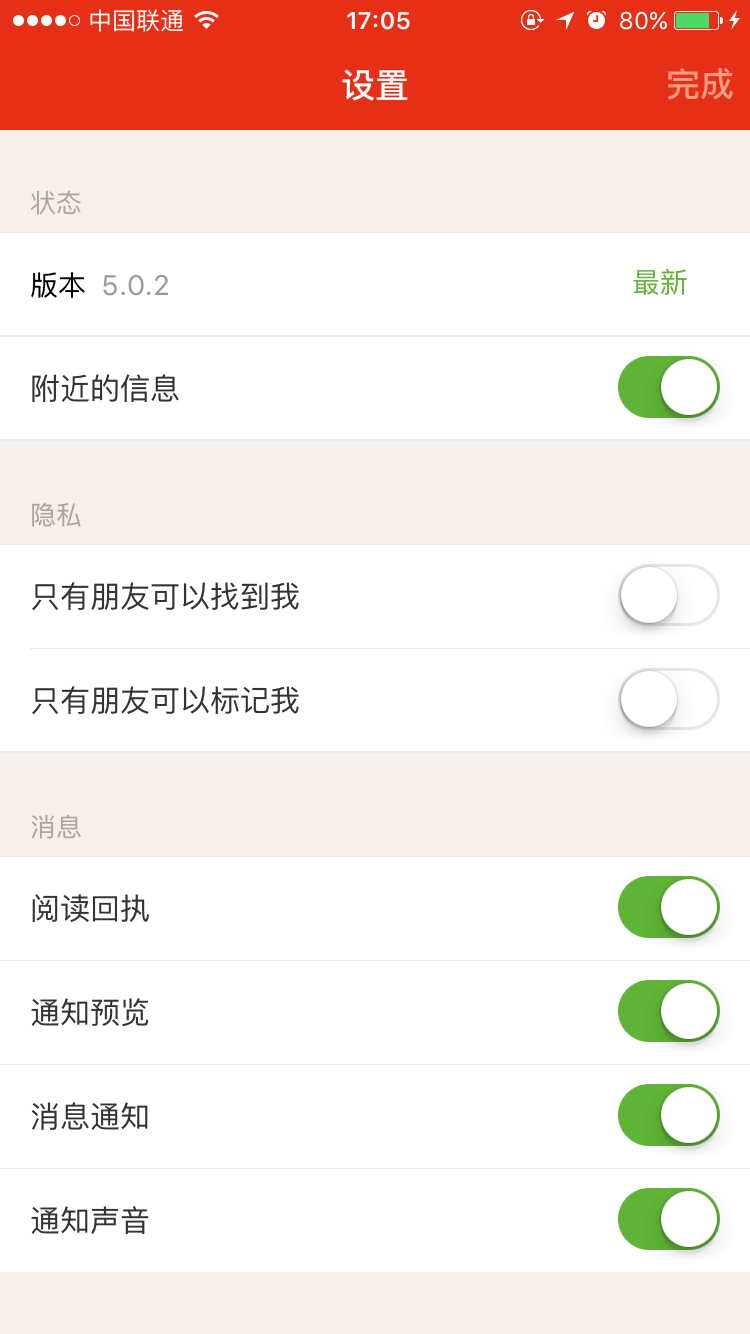 中国联通 17:05 80%
设置 完成
状态
版本 5.0.2 最新
附近的信息
隐私
只有朋友可以找到我
只有朋友可以标记我
消息
阅读回执
通知预览
消息通知
通知声音